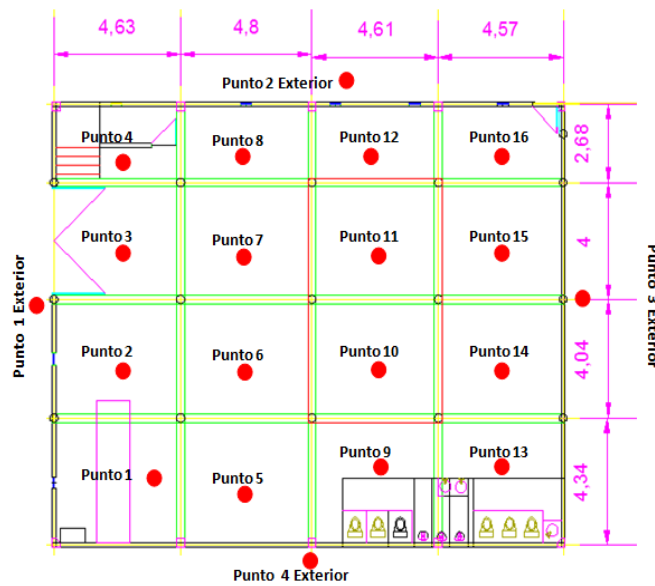 4,63 4,8 4,61 4,57
Punto 2 Exterior
Punto 4 Punto 8 Punto 12 Punto 16
2,68
Punto 3 Punto 7 Punto 11 Punto 15
4
Punto 1 Exterior
Punto 3 Exterior
Punto 2 Punto 6 Punto 10 Punto 14
4,04
Punto 1 Punto 5 Punto 9 Punto 13
4,34
Punto 4 Exterior